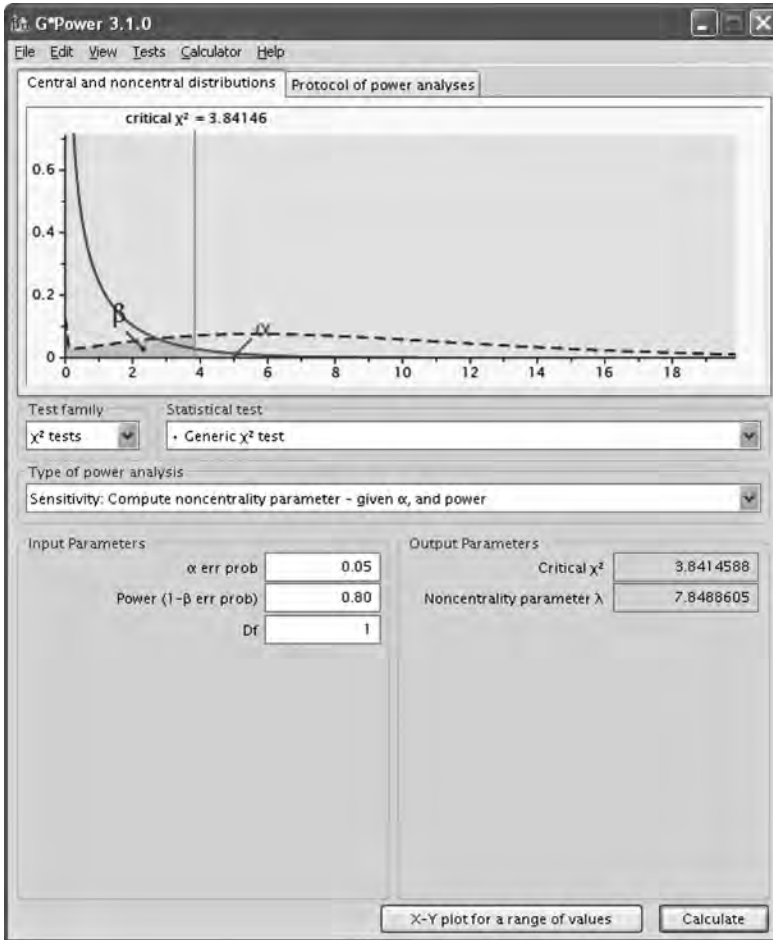 G*Power 3.1.0
File Edit View Tests Calculator Help
Central and noncentral distributions Protocol of power analyses
critical χ² = 3.84146
0.6
0.4
0.2
0
β
α
0 2 4 6 8 10 12 14 16 18
Test family Statistical test
χ² tests Generic χ² test
Type of power analysis
Sensitivity: Compute noncentrality parameter - given α, and power
Input Parameters Output Parameters
α err prob 0.05 Critical χ² 3.8414588
Power (1-β err prob) 0.80 Noncentrality parameter λ 7.8488605
Df 1
X-Y plot for a range of values Calculate